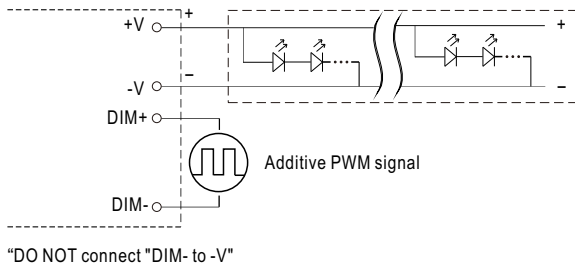 +V + +
-V – –
DIM+
Additive PWM signal
DIM-
“DO NOT connect "DIM- to -V"